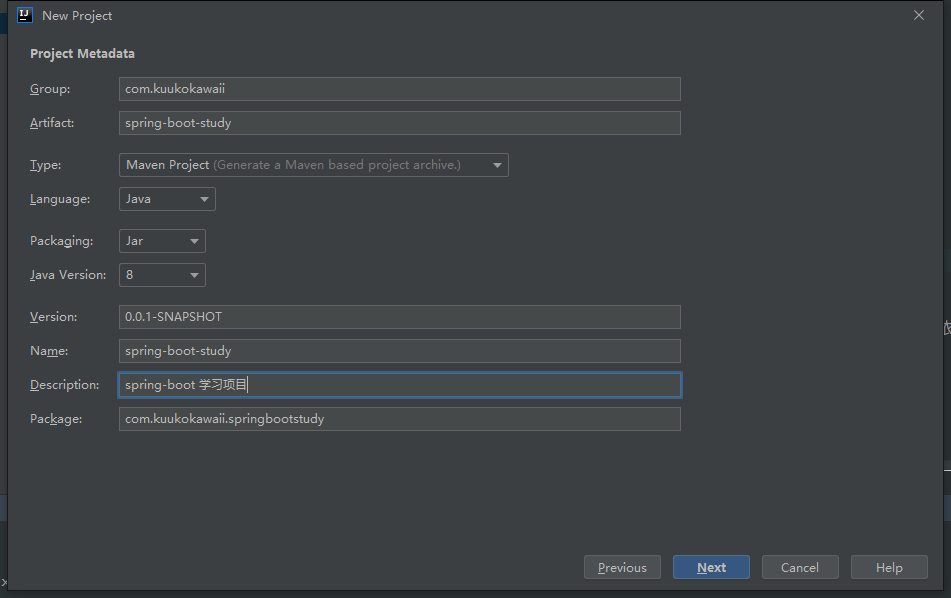 New Project
Project Metadata
Group: com.kuukokawaii
Artifact: spring-boot-study
Type: Maven Project (Generate a Maven based project archive.)
Language: Java
Packaging: Jar
Java Version: 8
Version: 0.0.1-SNAPSHOT
Name: spring-boot-study
Description: spring-boot 学习项目
Package: com.kuukokawaii.springbootstudy
Previous Next Cancel Help